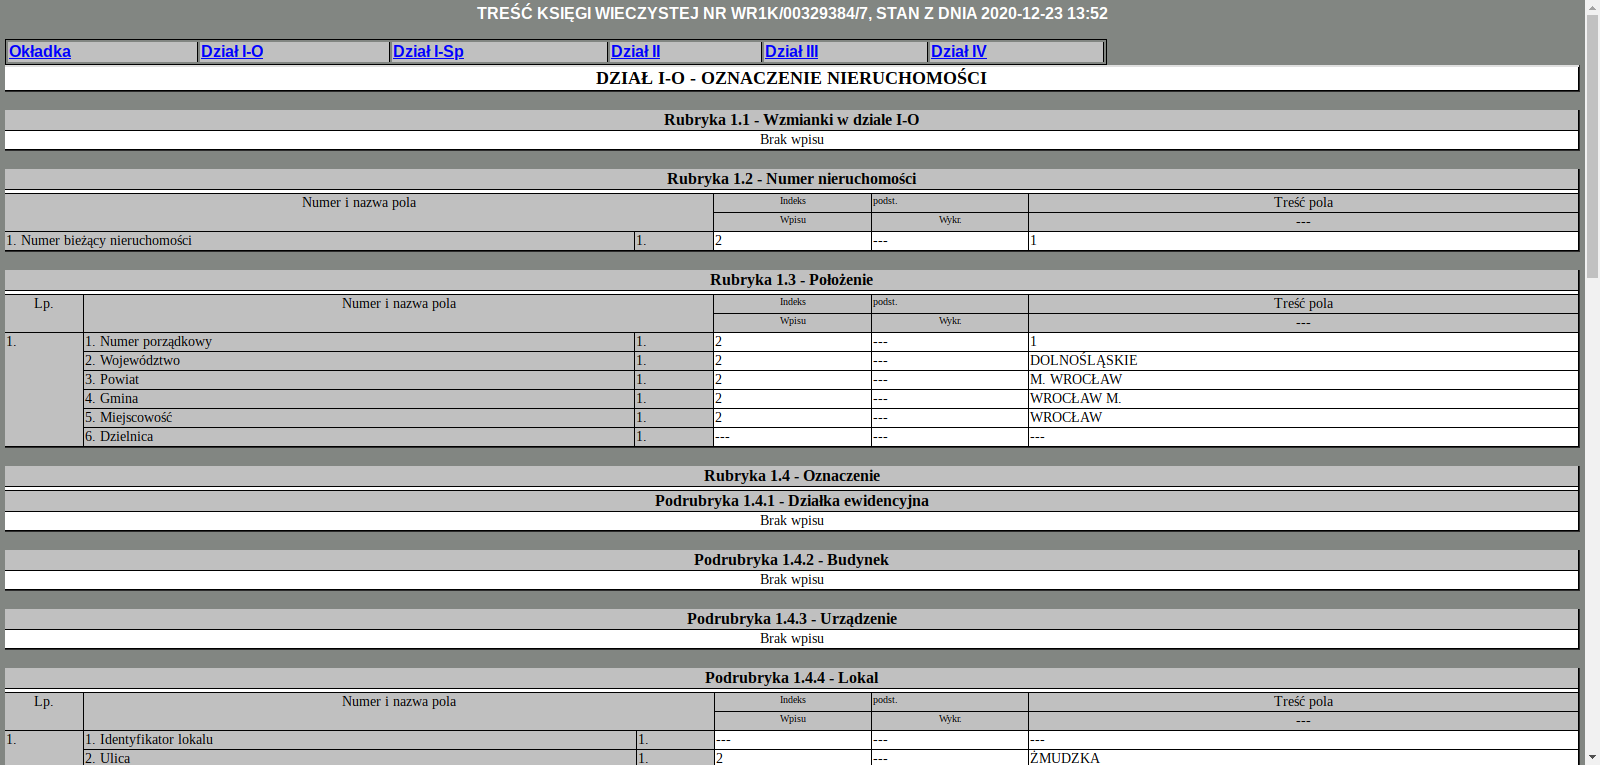 TREŚĆ KSIĘGI WIECZYSTEJ NR WR1K/00329384/7, STAN Z DNIA 2020-12-23 13:52
Okładka Dział I-O Dział I-Sp Dział II Dział III Dział IV
DZIAŁ I-O - OZNACZENIE NIERUCHOMOŚCI
Rubryka 1.1 - Wzmianki w dziale I-O
Brak wpisu
Rubryka 1.2 - Numer nieruchomości
Numer i nazwa pola Indeks podst. Treść pola
Wpisu Wykr. ---
1. Numer bieżący nieruchomości 1. 2 --- 1
Rubryka 1.3 - Położenie
Lp. Numer i nazwa pola Indeks podst. Treść pola
Wpisu Wykr. ---
1. 1. Numer porządkowy 1. 2 --- 1
2. Województwo 1. 2 --- DOLNOŚLĄSKIE
3. Powiat 1. 2 --- M. WROCŁAW
4. Gmina 1. 2 --- WROCŁAW M.
5. Miejscowość 1. 2 --- WROCŁAW
6. Dzielnica 1. --- --- ---
Rubryka 1.4 - Oznaczenie
Podrubryka 1.4.1 - Działka ewidencyjna
Brak wpisu
Podrubryka 1.4.2 - Budynek
Brak wpisu
Podrubryka 1.4.3 - Urządzenie
Brak wpisu
Podrubryka 1.4.4 - Lokal
Lp. Numer i nazwa pola Indeks podst. Treść pola
Wpisu Wykr. ---
1. 1. Identyfikator lokalu 1. --- --- ---
2. Ulica 1. 2 --- ŻMUDZKA